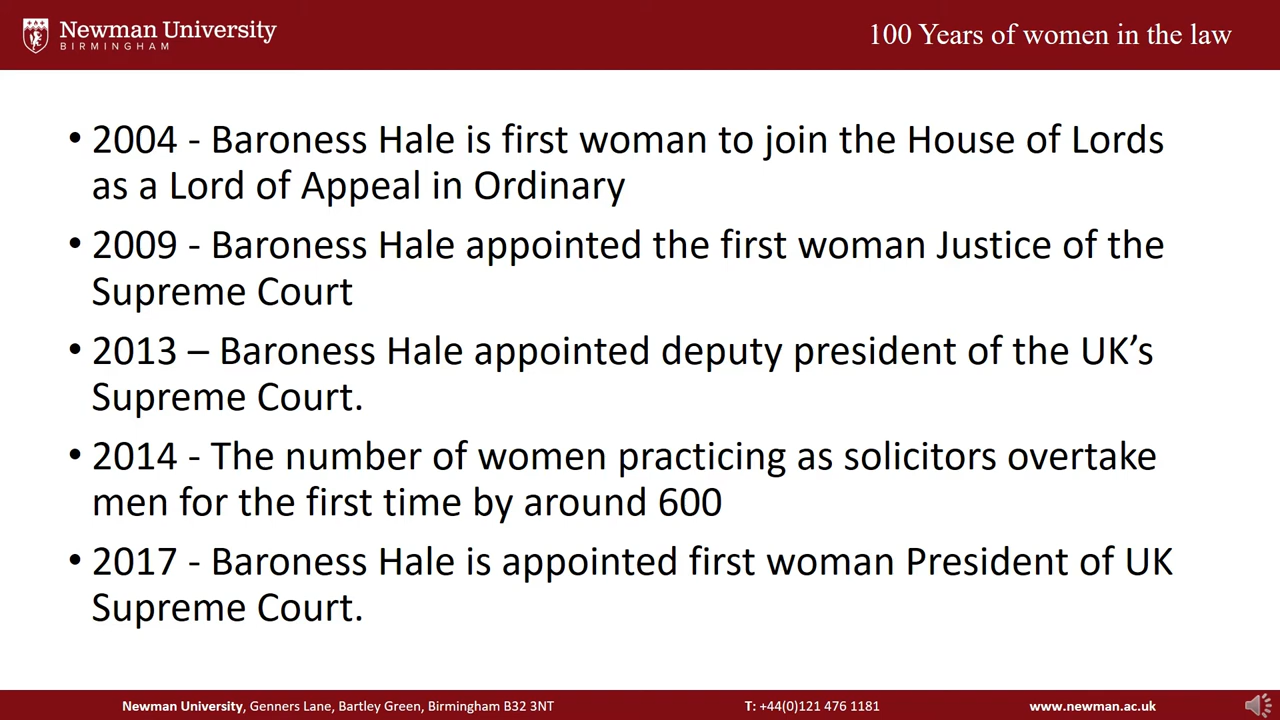 Newman University
BIRMINGHAM
100 Years of women in the law
• 2004 - Baroness Hale is first woman to join the House of Lords
as a Lord of Appeal in Ordinary
• 2009 - Baroness Hale appointed the first woman Justice of the
Supreme Court
• 2013 – Baroness Hale appointed deputy president of the UK’s
Supreme Court.
• 2014 - The number of women practicing as solicitors overtake
men for the first time by around 600
• 2017 - Baroness Hale is appointed first woman President of UK
Supreme Court.
Newman University, Genners Lane, Bartley Green, Birmingham B32 3NT
T: +44(0)121 476 1181
www.newman.ac.uk